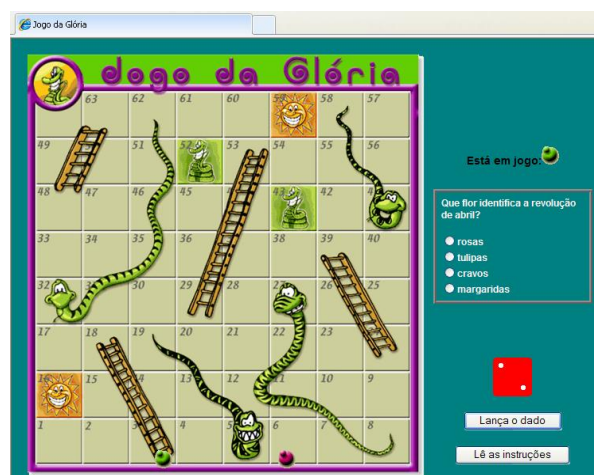 Jogo da Glória
Jogo da Glória
63 62 61 60 59 58 57
49 51 52 53 54 55 56
48 47 46 45 43 42
33 34 35 36 38 39 40
32 29 28 26 25
17 18 19 20 21 22 23 24
16 15 14 13 12 11 10 9
1 2 3 4 5 6 7 8
Está em jogo:
Que flor identifica a revolução
de abril?
rosas
tulipas
cravos
margaridas
Lança o dado
Lê as instruções